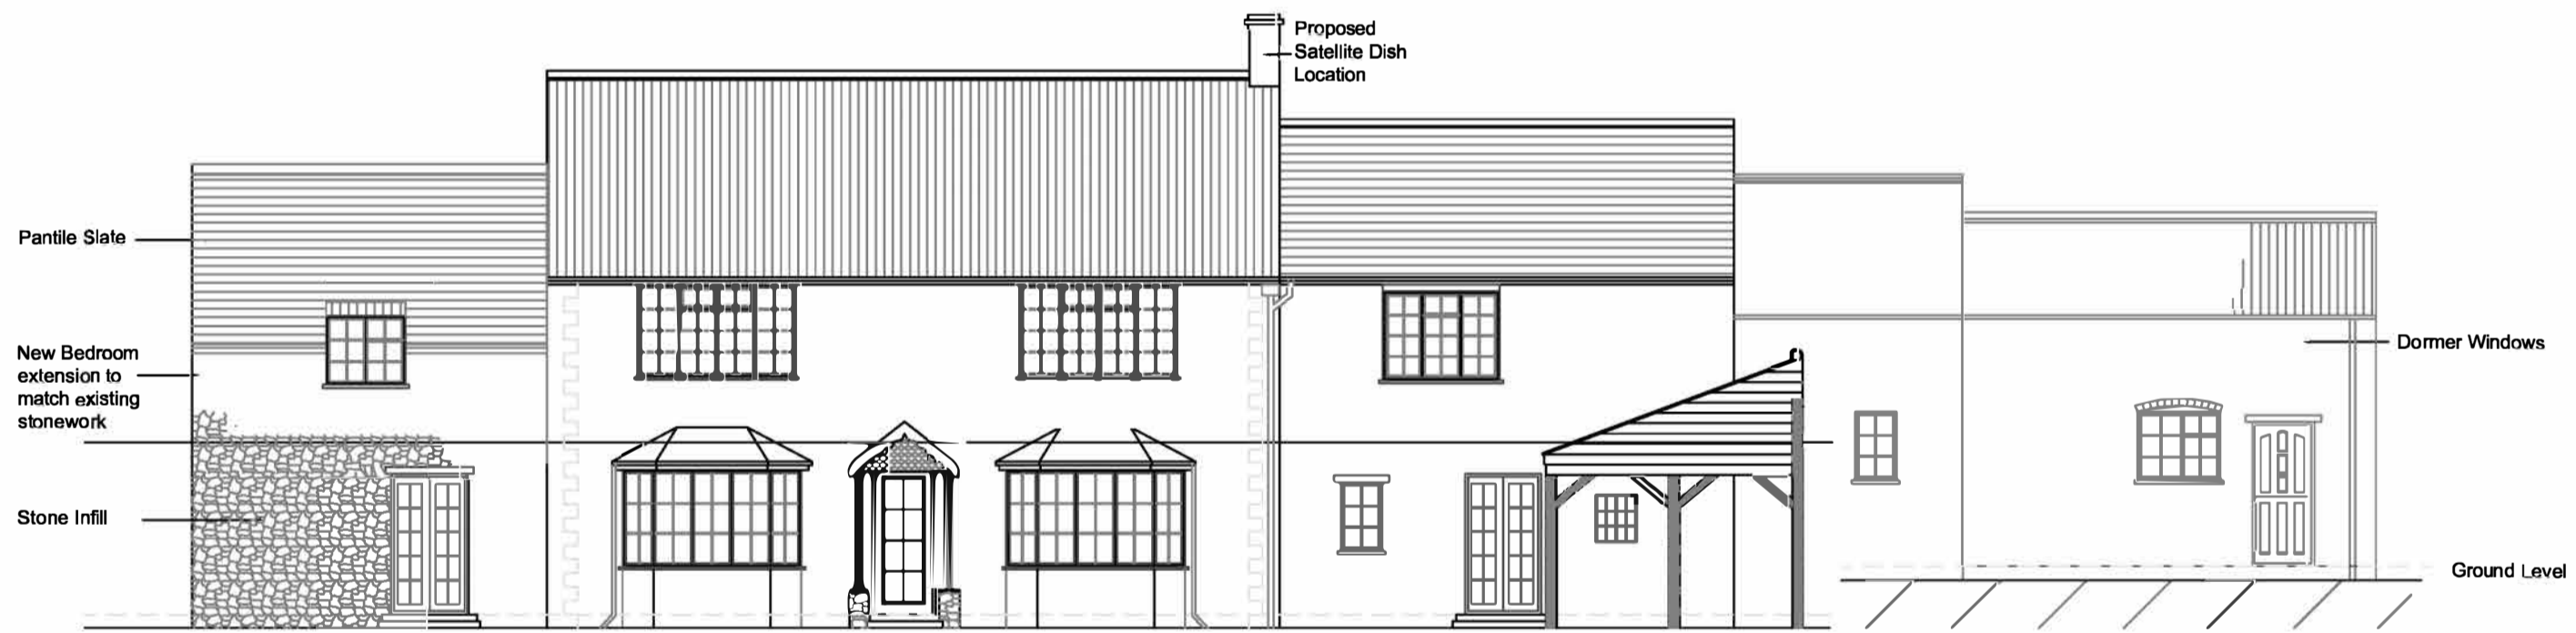 Proposed
Satellite Dish
Location
Pantile Slate
New Bedroom
extension to
match existing
stonework
Dormer Windows
Stone Infill
Ground Level